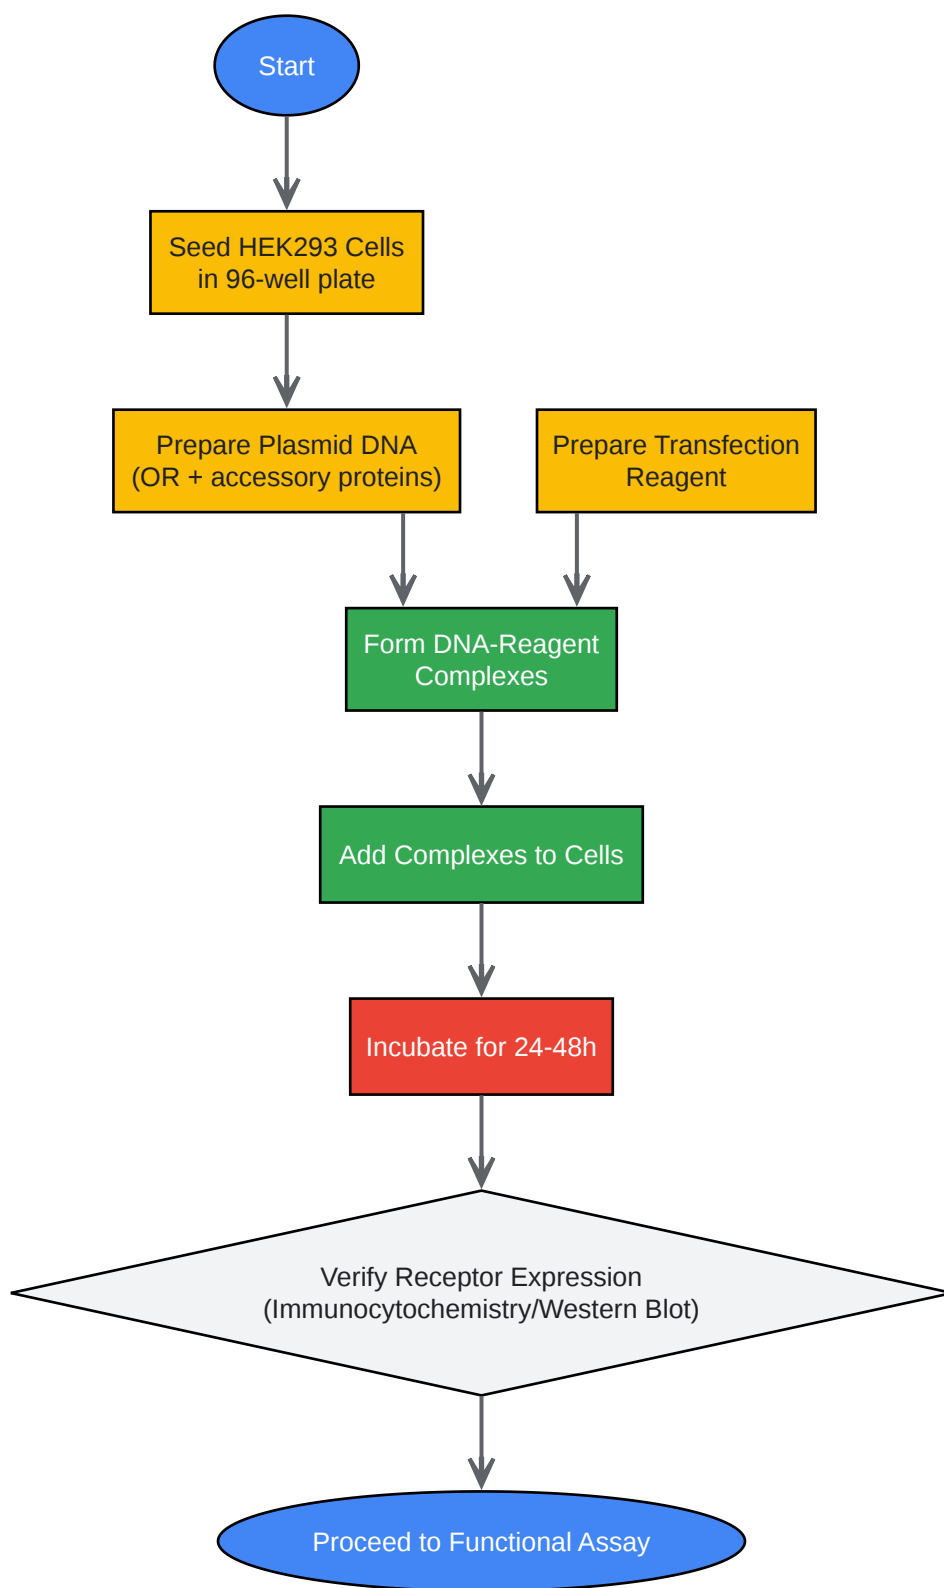 Start
Seed HEK293 Cells
in 96-well plate
Prepare Plasmid DNA
(OR + accessory proteins)
Prepare Transfection
Reagent
Form DNA-Reagent
Complexes
Add Complexes to Cells
Incubate for 24-48h
Verify Receptor Expression
(Immunocytochemistry/Western Blot)
Proceed to Functional Assay